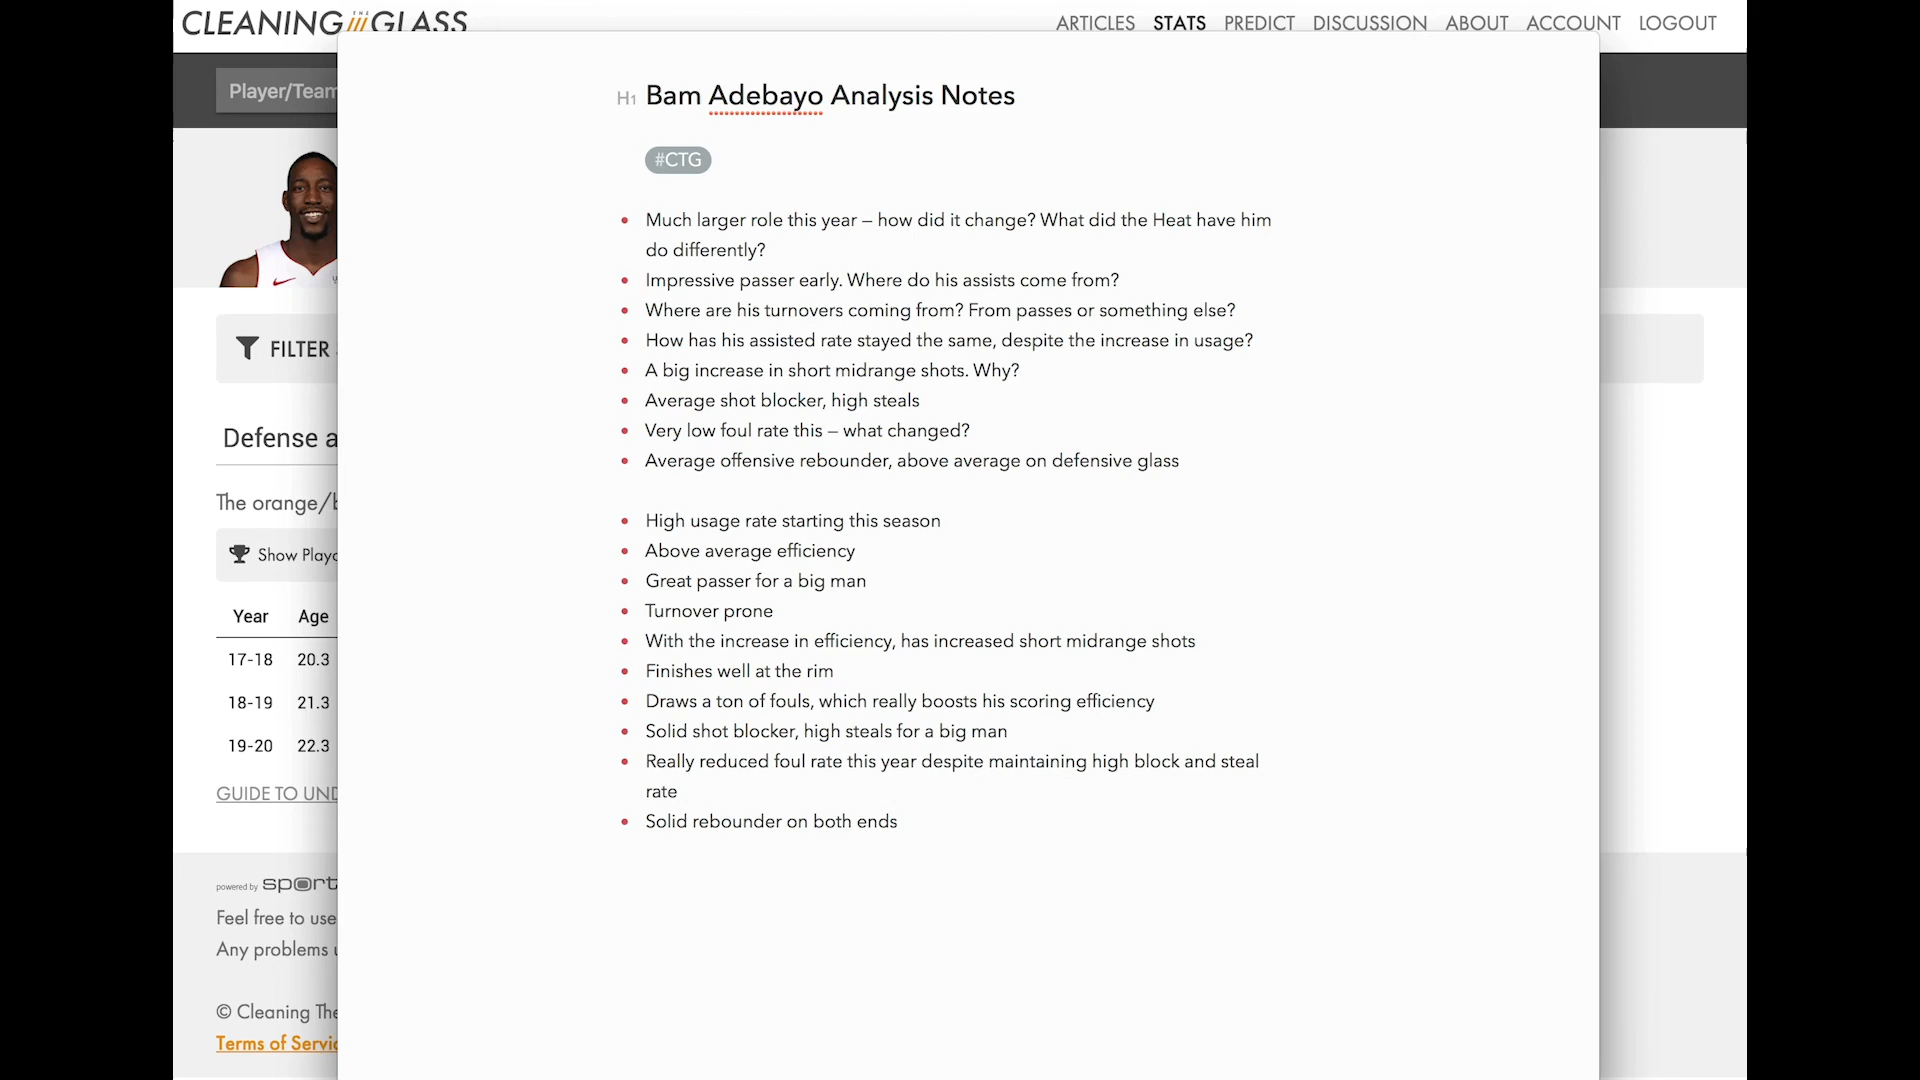 CLEANING THE GLASS
ARTICLES STATS PREDICT DISCUSSION ABOUT ACCOUNT LOGOUT
Player/Team
H1 Bam Adebayo Analysis Notes
#CTG
• Much larger role this year – how did it change? What did the Heat have him
do differently?
• Impressive passer early. Where do his assists come from?
• Where are his turnovers coming from? From passes or something else?
• How has his assisted rate stayed the same, despite the increase in usage?
• A big increase in short midrange shots. Why?
• Average shot blocker, high steals
• Very low foul rate this – what changed?
• Average offensive rebounder, above average on defensive glass
• High usage rate starting this season
• Above average efficiency
• Great passer for a big man
• Turnover prone
• With the increase in efficiency, has increased short midrange shots
• Finishes well at the rim
• Draws a ton of fouls, which really boosts his scoring efficiency
• Solid shot blocker, high steals for a big man
• Really reduced foul rate this year despite maintaining high block and steal
rate
• Solid rebounder on both ends
FILTER
Defense
The orange/
Show
Year Age
17-18 20.3
18-19 21.3
19-20 22.3
GUIDE TO
powered by
Feel free to use
Any problems
© Cleaning The
Terms of